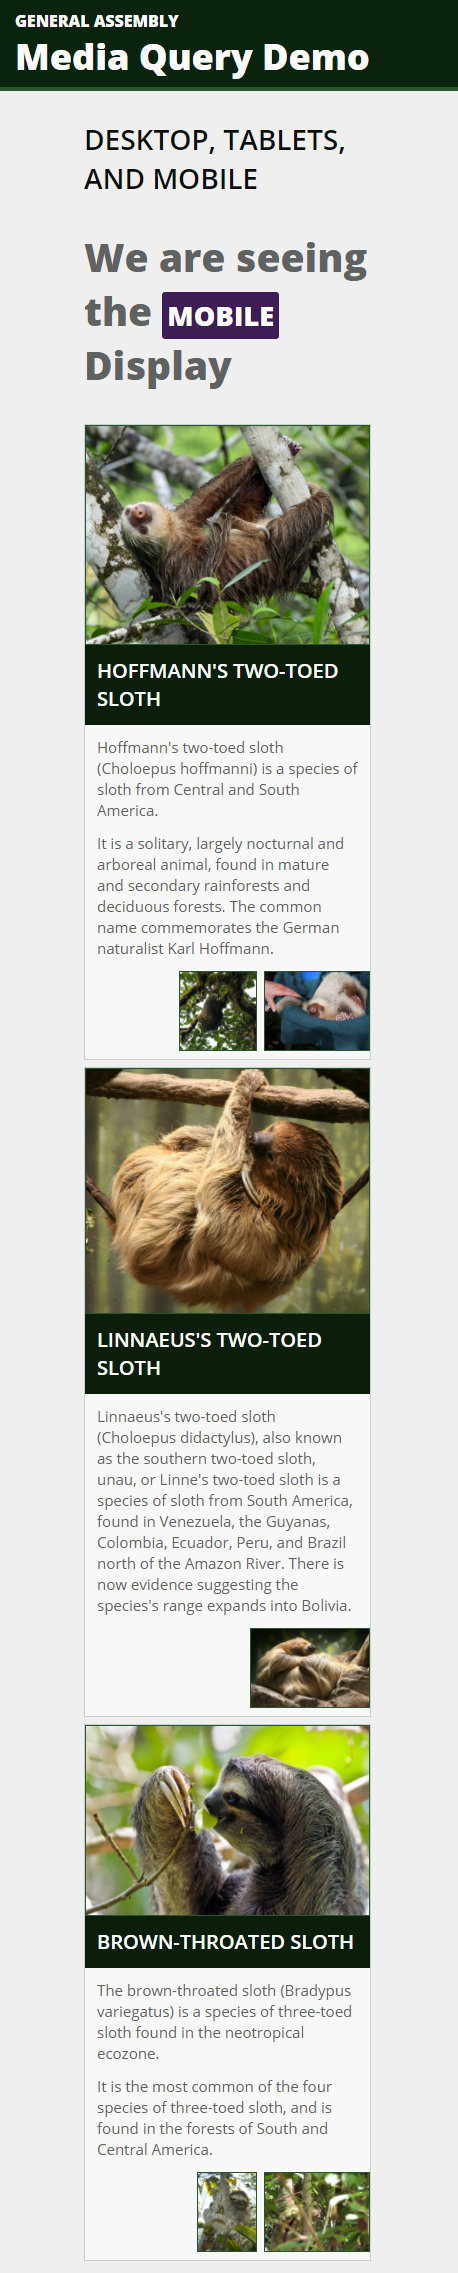 GENERAL ASSEMBLY
Media Query Demo
DESKTOP, TABLETS,
AND MOBILE
We are seeing
the MOBILE
Display
HOFFMANN'S TWO-TOED
SLOTH
Hoffmann's two-toed sloth
(Choloepus hoffmanni) is a species of
sloth from Central and South
America.
It is a solitary, largely nocturnal and
arboreal animal, found in mature
and secondary rainforests and
deciduous forests. The common
name commemorates the German
naturalist Karl Hoffmann.
LINNAEUS'S TWO-TOED
SLOTH
Linnaeus's two-toed sloth
(Choloepus didactylus), also known
as the southern two-toed sloth,
unau, or Linne's two-toed sloth is a
species of sloth from South America,
found in Venezuela, the Guyanas,
Colombia, Ecuador, Peru, and Brazil
north of the Amazon River. There is
now evidence suggesting the
species's range expands into Bolivia.
BROWN-THROATED SLOTH
The brown-throated sloth (Bradypus
variegatus) is a species of three-toed
sloth found in the neotropical
ecozone.
It is the most common of the four
species of three-toed sloth, and is
found in the forests of South and
Central America.